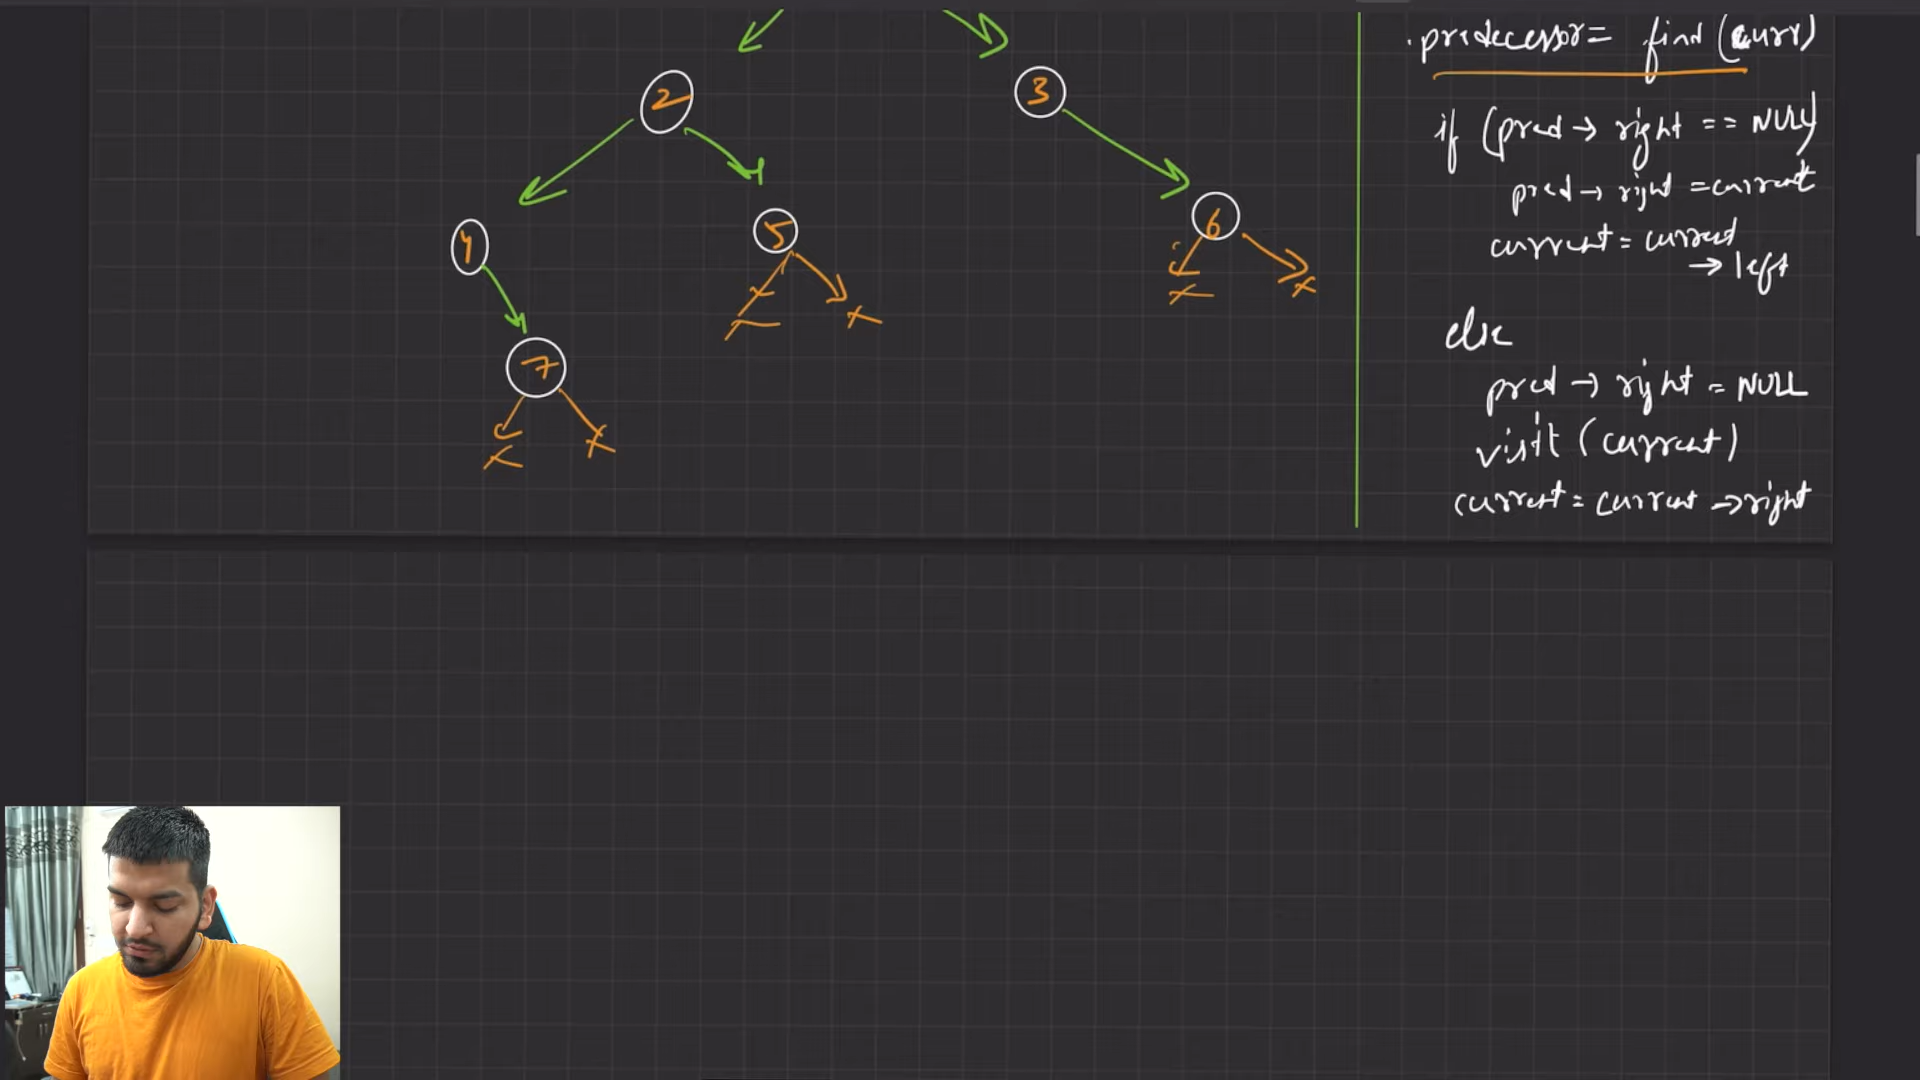 .predecessor = find (curr)
if (pred → right == NULL)
pred → right = current
current = current
→ left
else
pred → right = NULL
visit (current)
current = current → right
2
3
4
5
6
7